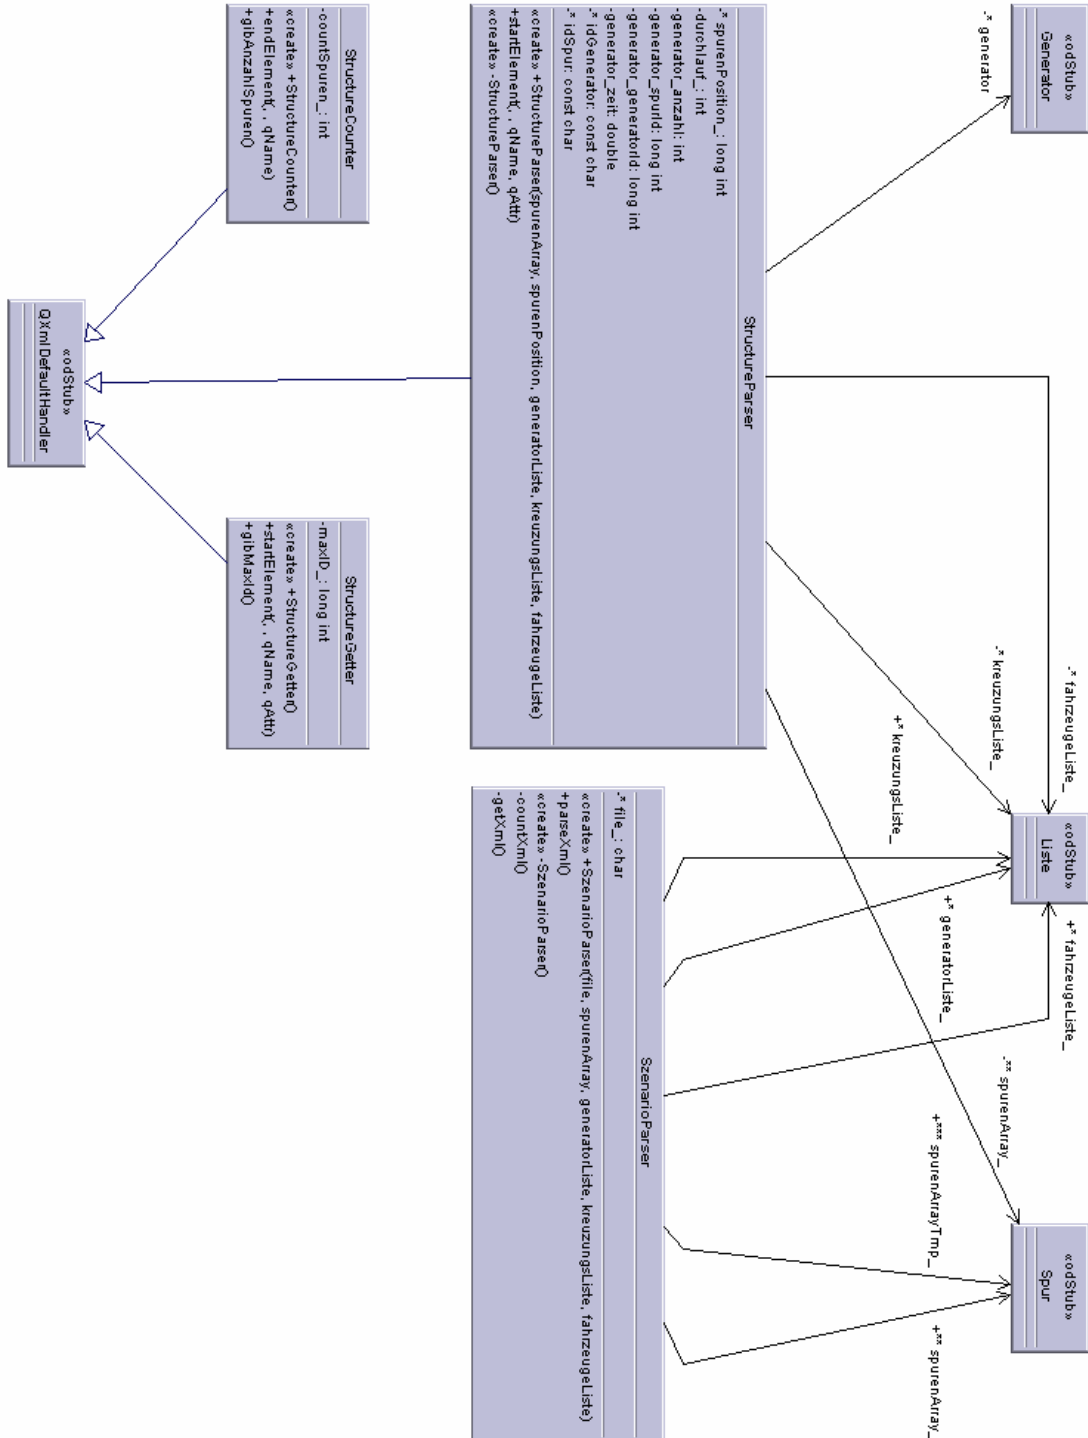 «odStub»
Generator
-* generator
«odStub»
Liste
-* fahrzeugeListe_
-* kreuzungsListe_
+* kreuzungsListe_
+* generatorListe_
+* fahrzeugeListe_
«odStub»
Spur
-** spurenArray_
+*** spurenArrayTmp_
+** spurenArray_
StructureParser
-* spurenPosition_: long int
-durchlauf_: int
-generator_anzahl: int
-generator_spurId: long int
-generator_generatorId: long int
-generator_zeit: double
-* idGenerator: const char
-* idSpur: const char
«create» +StructureParser(spurenArray, spurenPosition, generatorListe, kreuzungsListe, fahrzeugeListe)
+startElement(, , qName, qAttr)
«create» -StructureParser()
SzenarioParser
-* file_: char
«create» +SzenarioParser(file, spurenArray, generatorListe, kreuzungsListe, fahrzeugeListe)
+parseXml()
«create» -SzenarioParser()
-countXml()
-getXml()
StructureCounter
-countSpuren_: int
«create» +StructureCounter()
+endElement(, , qName)
+gibAnzahlSpuren()
StructureGetter
-maxID_: long int
«create» +StructureGetter()
+startElement(, , qName, qAttr)
+gibMaxId()
«odStub»
QXmlDefaultHandler